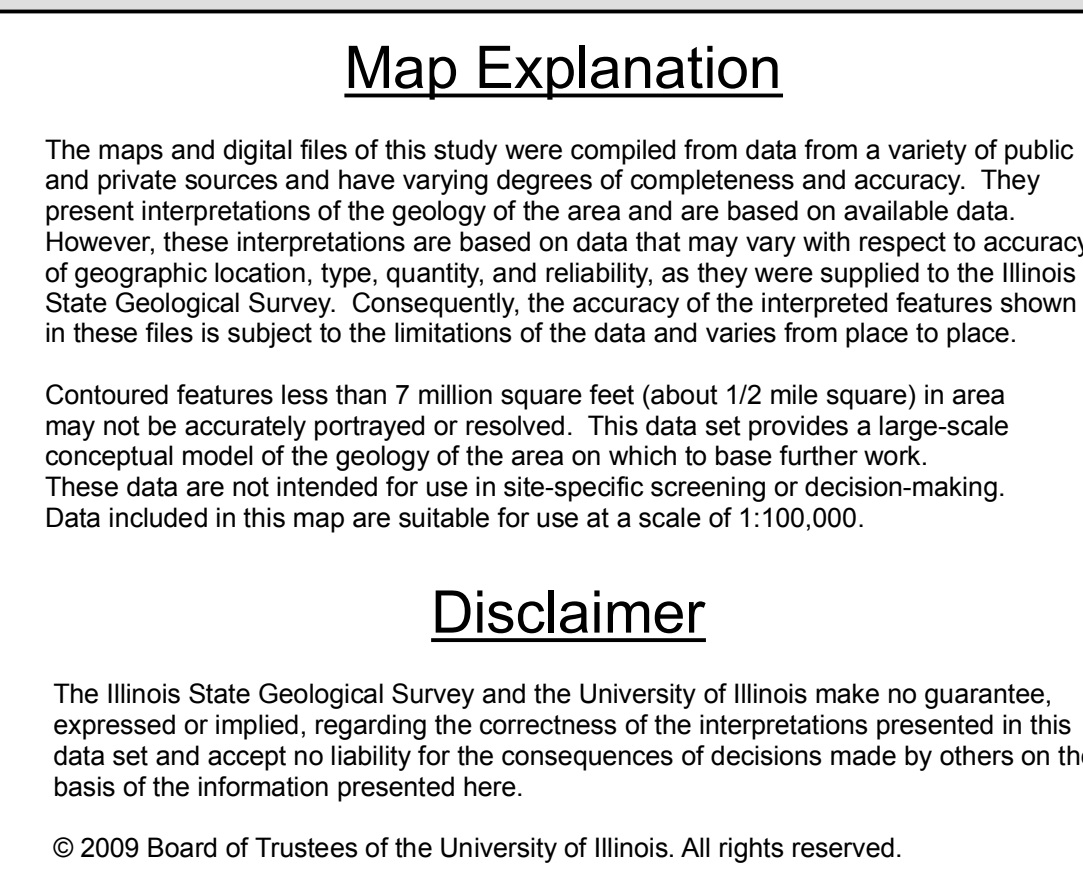 Map Explanation
The maps and digital files of this study were compiled from data from a variety of public
and private sources and have varying degrees of completeness and accuracy.  They
present interpretations of the geology of the area and are based on available data.
However, these interpretations are based on data that may vary with respect to accuracy
of geographic location, type, quantity, and reliability, as they were supplied to the Illinois
State Geological Survey.  Consequently, the accuracy of the interpreted features shown
in these files is subject to the limitations of the data and varies from place to place.
Contoured features less than 7 million square feet (about 1/2 mile square) in area
may not be accurately portrayed or resolved.  This data set provides a large-scale
conceptual model of the geology of the area on which to base further work.
These data are not intended for use in site-specific screening or decision-making.
Data included in this map are suitable for use at a scale of 1:100,000.
Disclaimer
The Illinois State Geological Survey and the University of Illinois make no guarantee,
expressed or implied, regarding the correctness of the interpretations presented in this
data set and accept no liability for the consequences of decisions made by others on the
basis of the information presented here.
© 2009 Board of Trustees of the University of Illinois. All rights reserved.